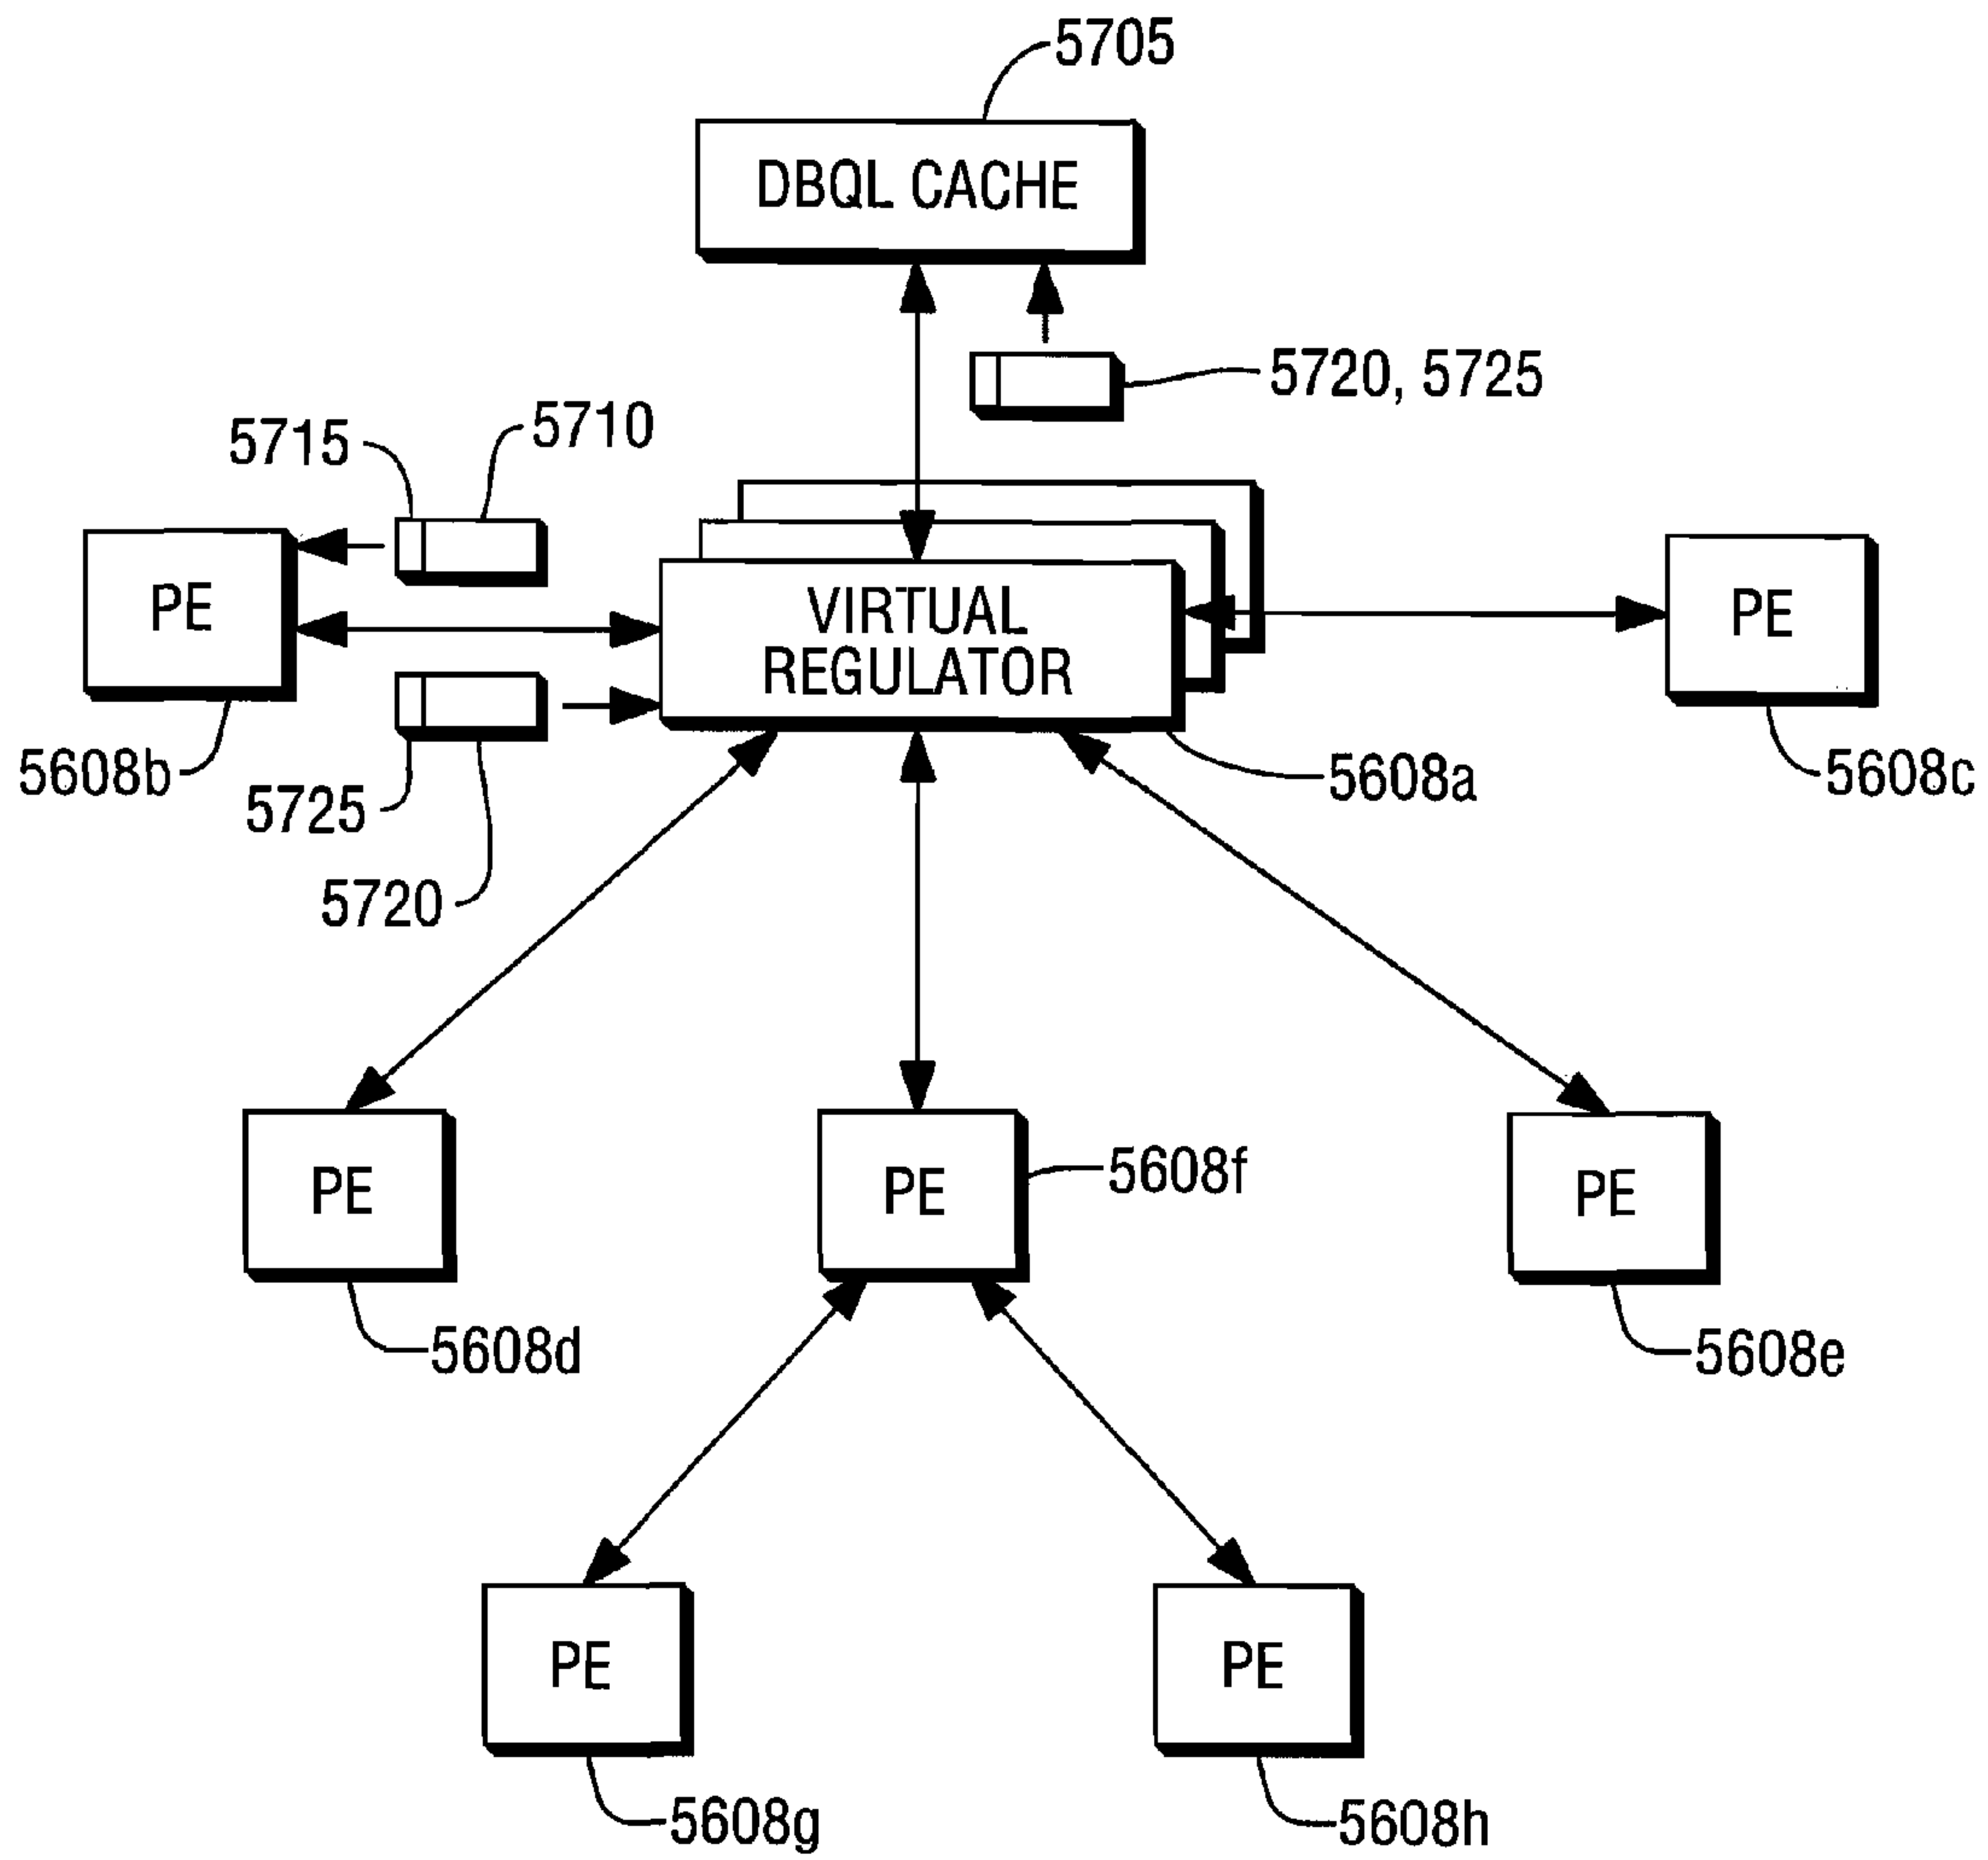 5705
DBQL CACHE
5720, 5725
5715
5710
PE
VIRTUAL
REGULATOR
PE
5608b
5725
5720
5608a
5608c
PE
PE
5608f
PE
5608d
5608e
PE
PE
5608g
5608h